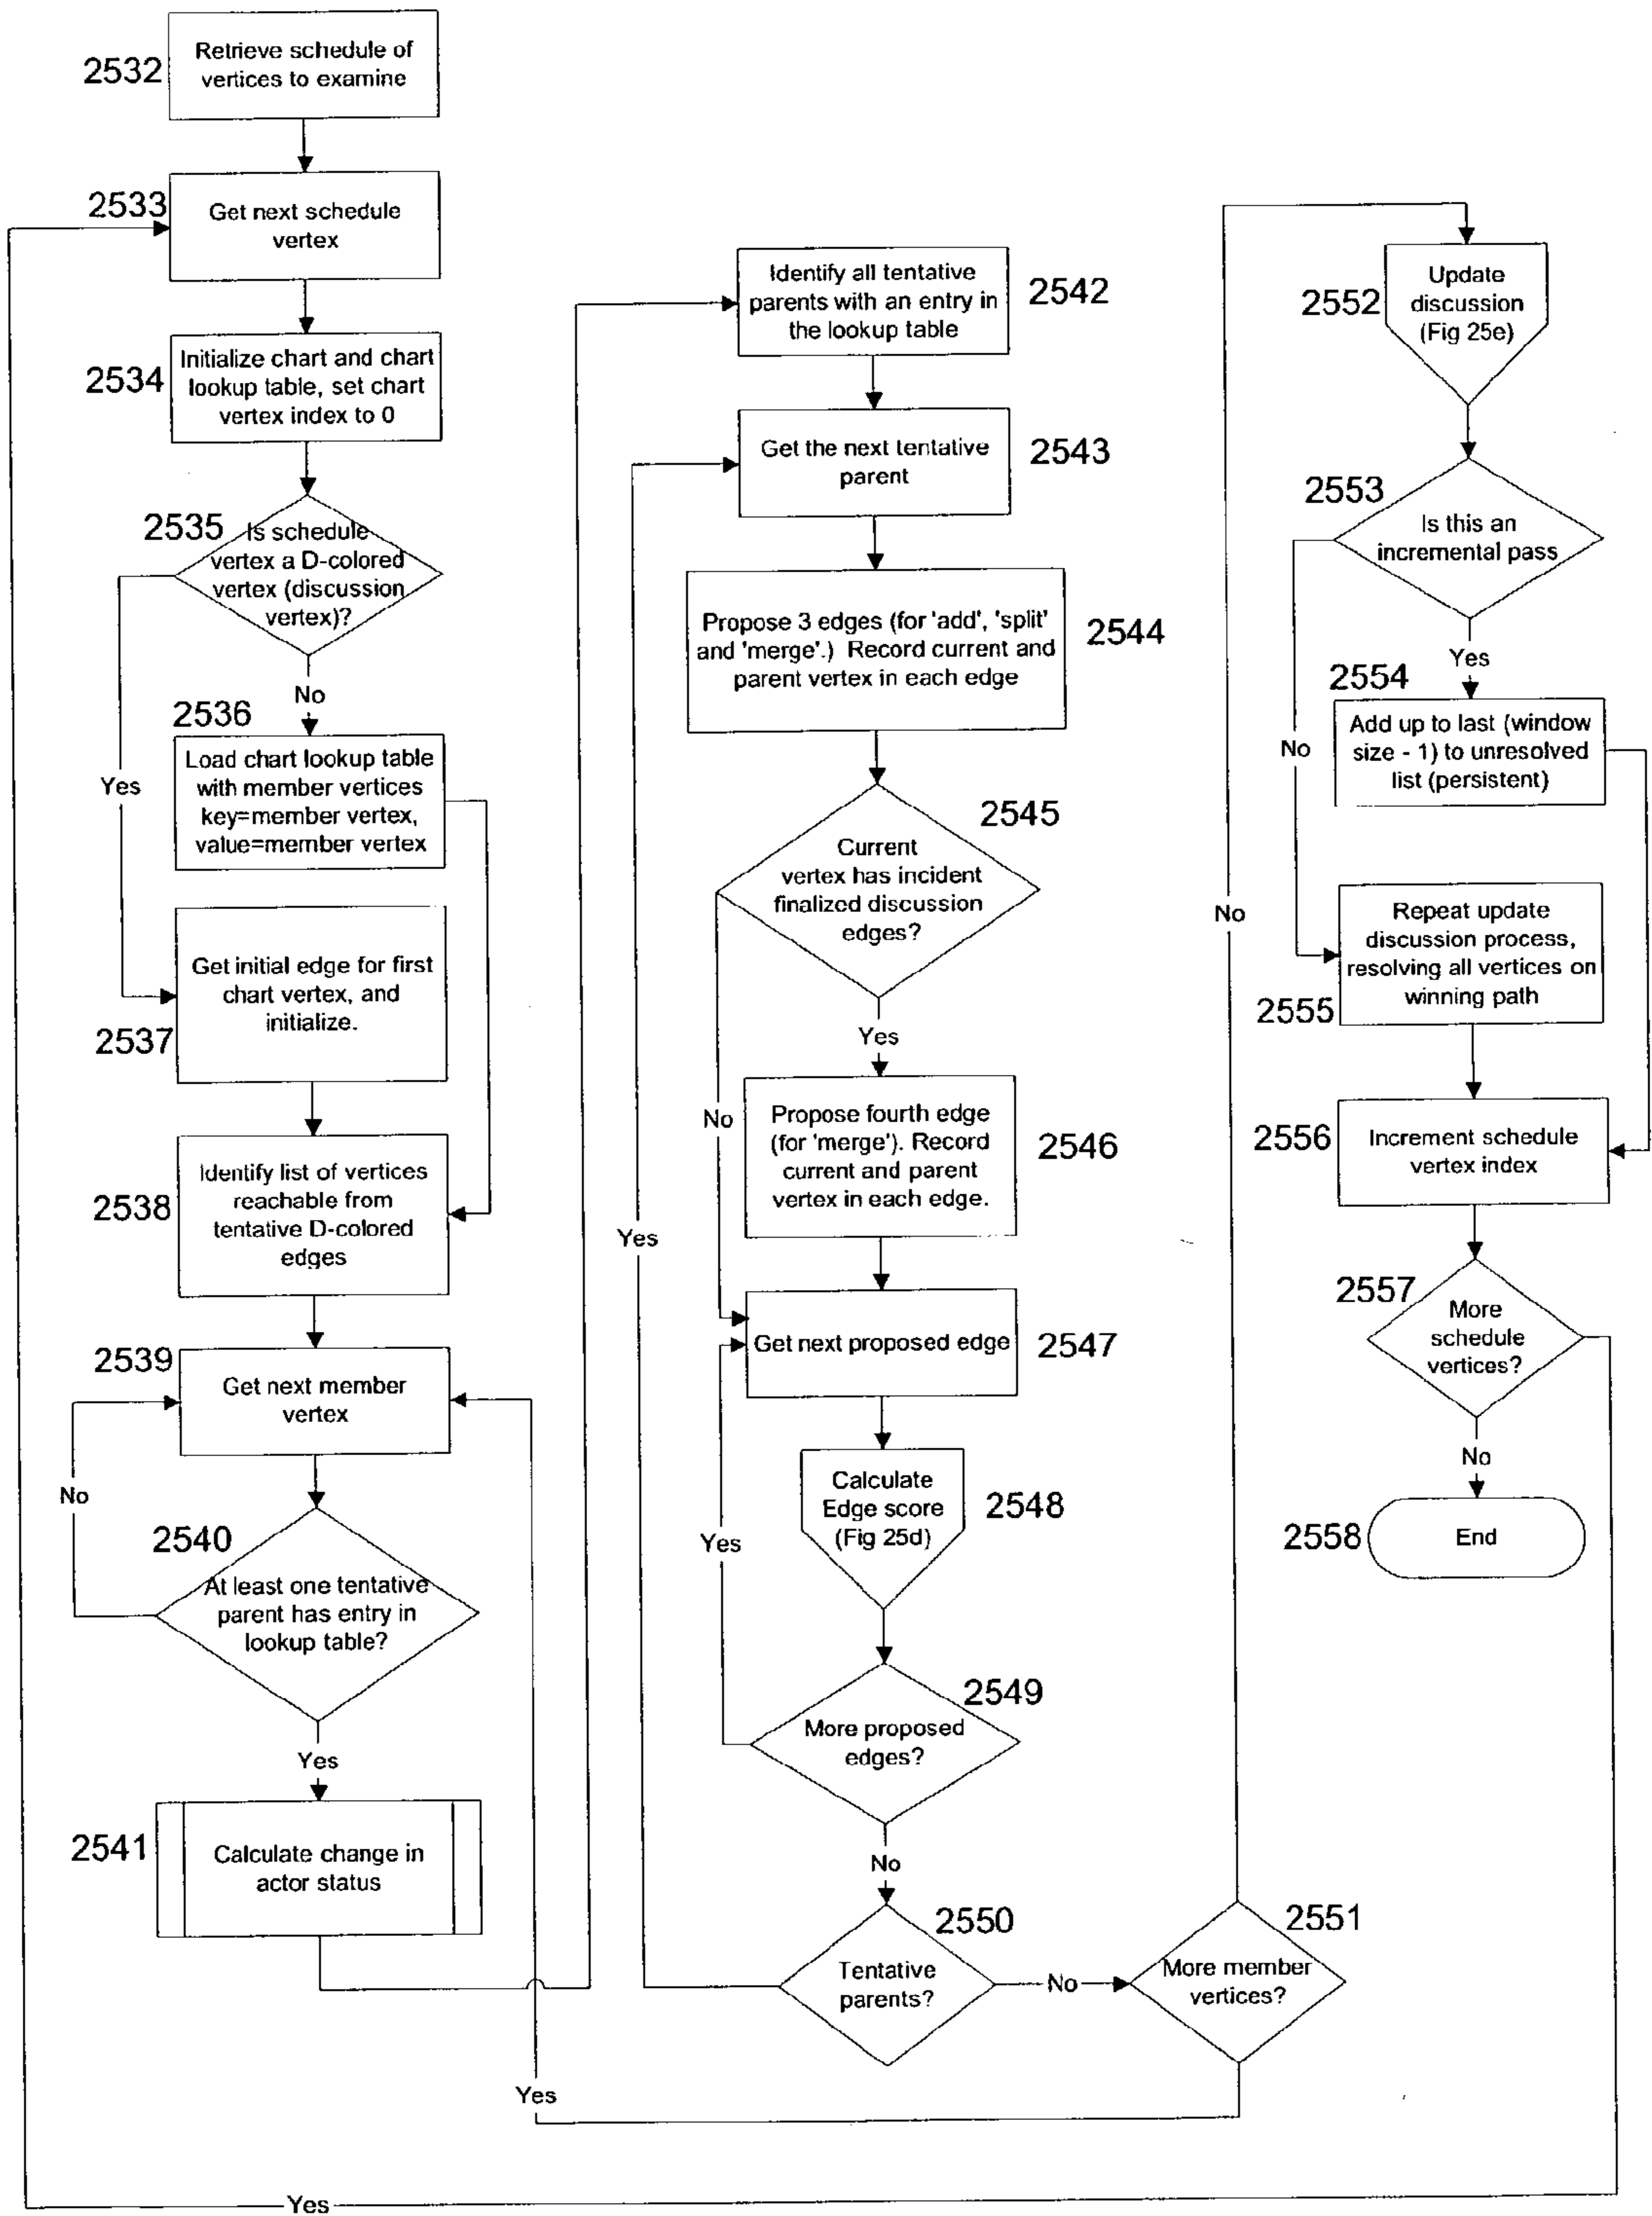 2532
Retrieve schedule of
vertices to examine
2533
Get next schedule
vertex
2534
Initialize chart and chart
lookup table, set chart
vertex index to 0
2535
Is schedule
vertex a D-colored
vertex (discussion
vertex)?
No
Yes
2536
Load chart lookup table
with member vertices
key=member vertex,
value=member vertex
2537
Get initial edge for first
chart vertex, and
initialize.
2538
Identify list of vertices
reachable from
tentative D-colored
edges
2539
Get next member
vertex
No
2540
At least one tentative
parent has entry in
lookup table?
Yes
2541
Calculate change in
actor status
2542
Identify all tentative
parents with an entry in
the lookup table
2543
Get the next tentative
parent
2544
Propose 3 edges (for 'add', 'split'
and 'merge'.) Record current and
parent vertex in each edge
2545
Current
vertex has incident
finalized discussion
edges?
Yes
No
2546
Propose fourth edge
(for 'merge'). Record
current and parent
vertex in each edge.
Yes
2547
Get next proposed edge
2548
Calculate
Edge score
(Fig 25d)
Yes
2549
More proposed
edges?
No
2550
Tentative
parents?
No
2551
More member
vertices?
Yes
No
2552
Update
discussion
(Fig 25e)
2553
Is this an
incremental pass
Yes
No
2554
Add up to last (window
size - 1) to unresolved
list (persistent)
2555
Repeat update
discussion process,
resolving all vertices on
winning path
2556
Increment schedule
vertex index
2557
More
schedule
vertices?
No
2558
End
Yes